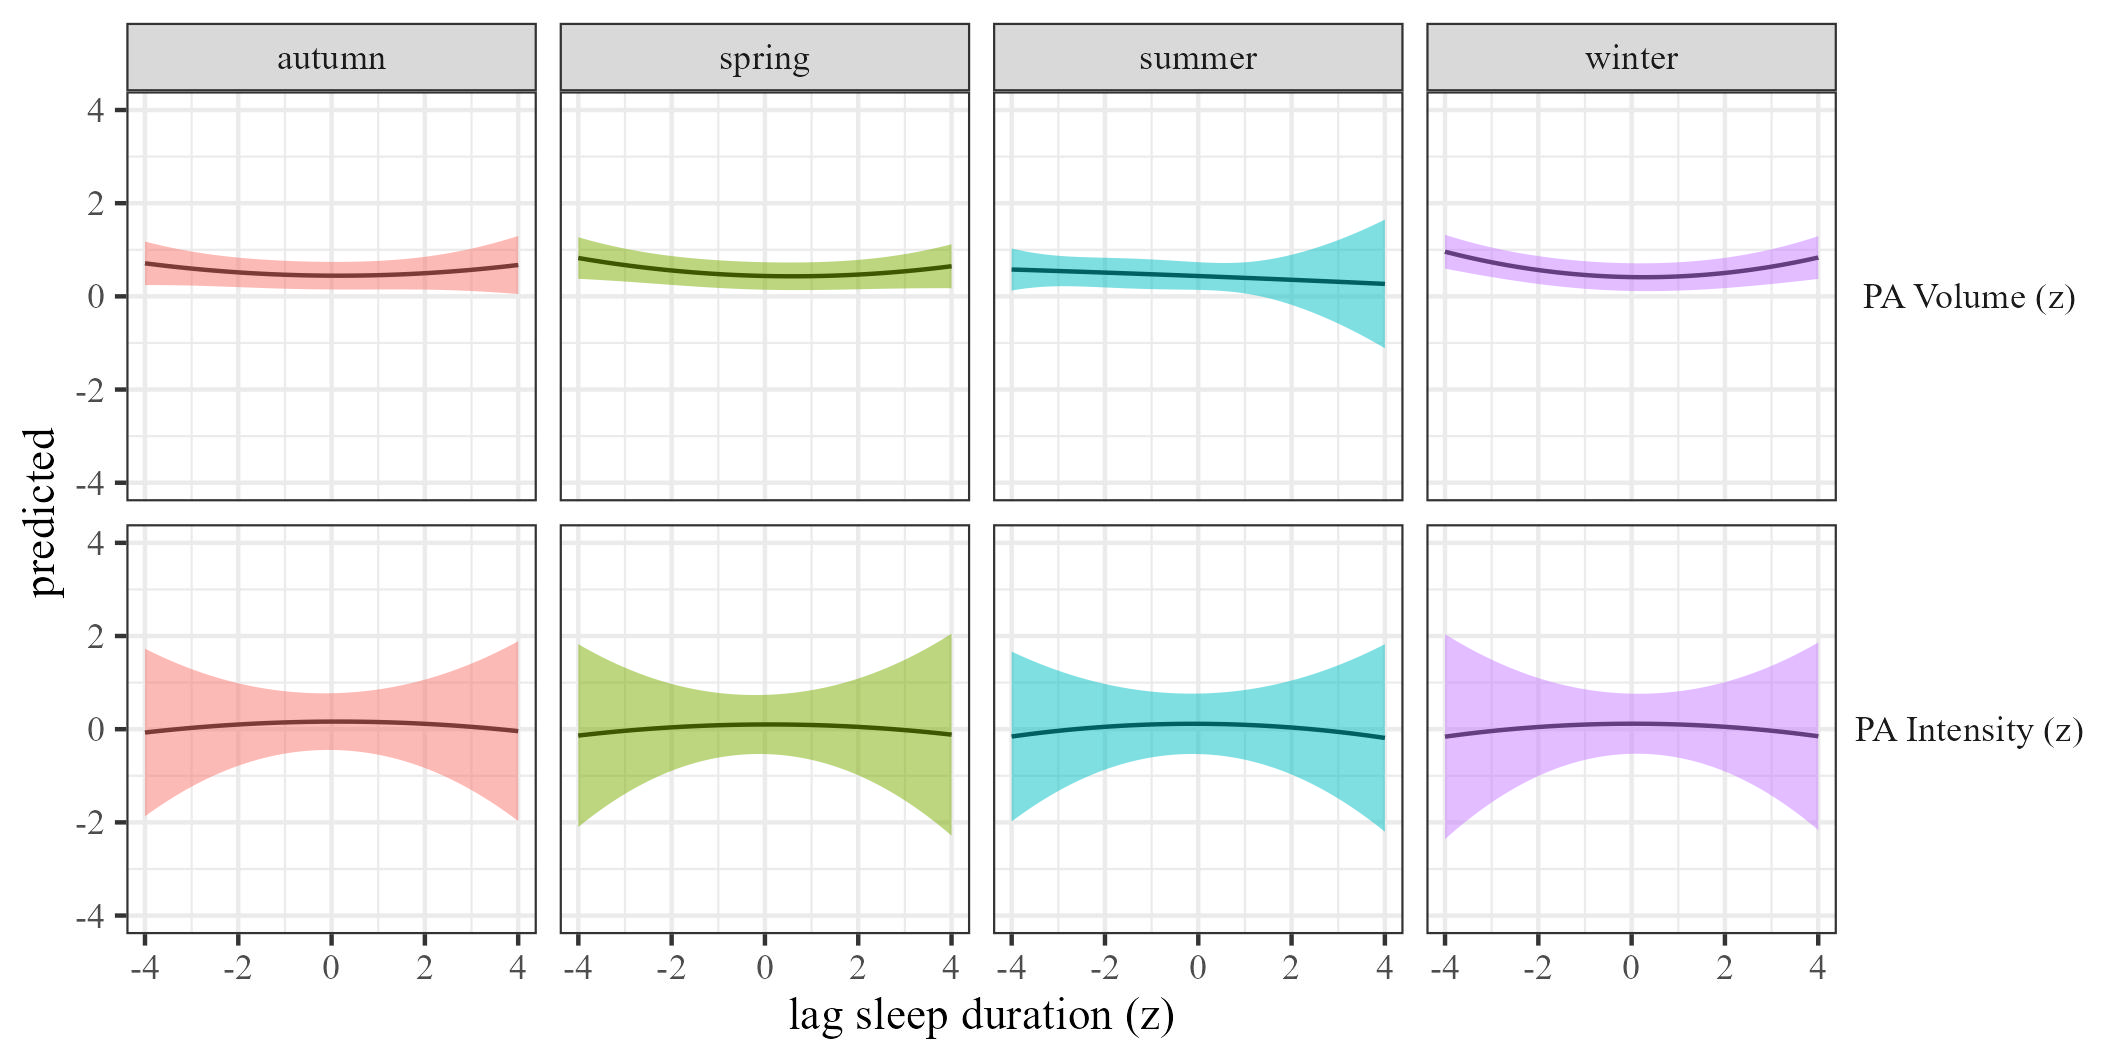 autumn spring summer winter
4
2
0
-2
-4
PA Volume (z)
predicted
4
2
0
-2
-4
PA Intensity (z)
-4 -2 0 2 4 -4 -2 0 2 4 -4 -2 0 2 4 -4 -2 0 2 4
lag sleep duration (z)